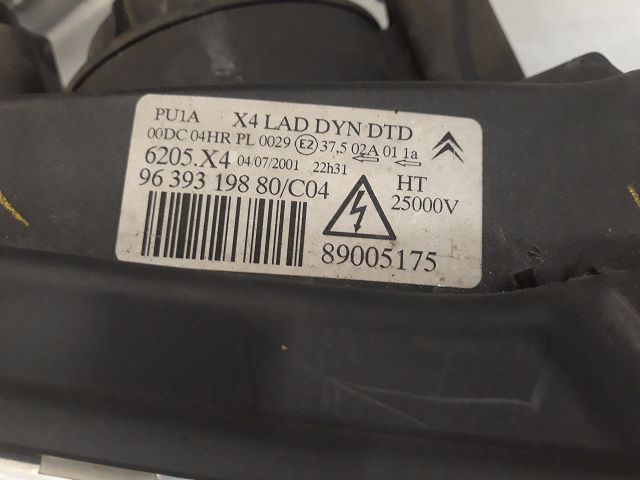 PU1A X4 LAD DYN DTD
00DC 04HR PL 0029 E2 37,5 02A 01 1a
6205.X4 04/07/2001 22h31
96 393 198 80/C04 HT
25000V
89005175